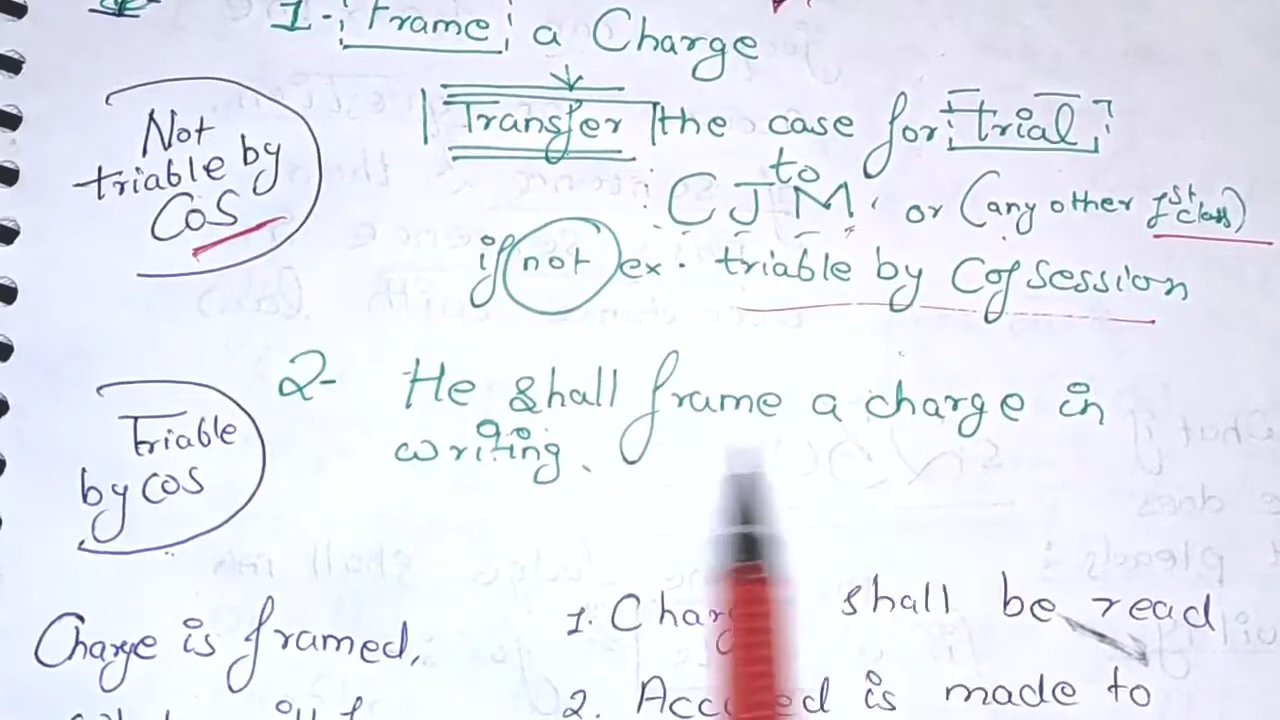 1- Frame a Charge
Not
triable by
COS
Transfer the case for trial
to
CJM or (any other 1st class)
if not ex. triable by C of Session
2- He shall frame a charge in
writing.
Triable
by COS
Charge is framed,
1. Char shall be read
2. Acc d is made to